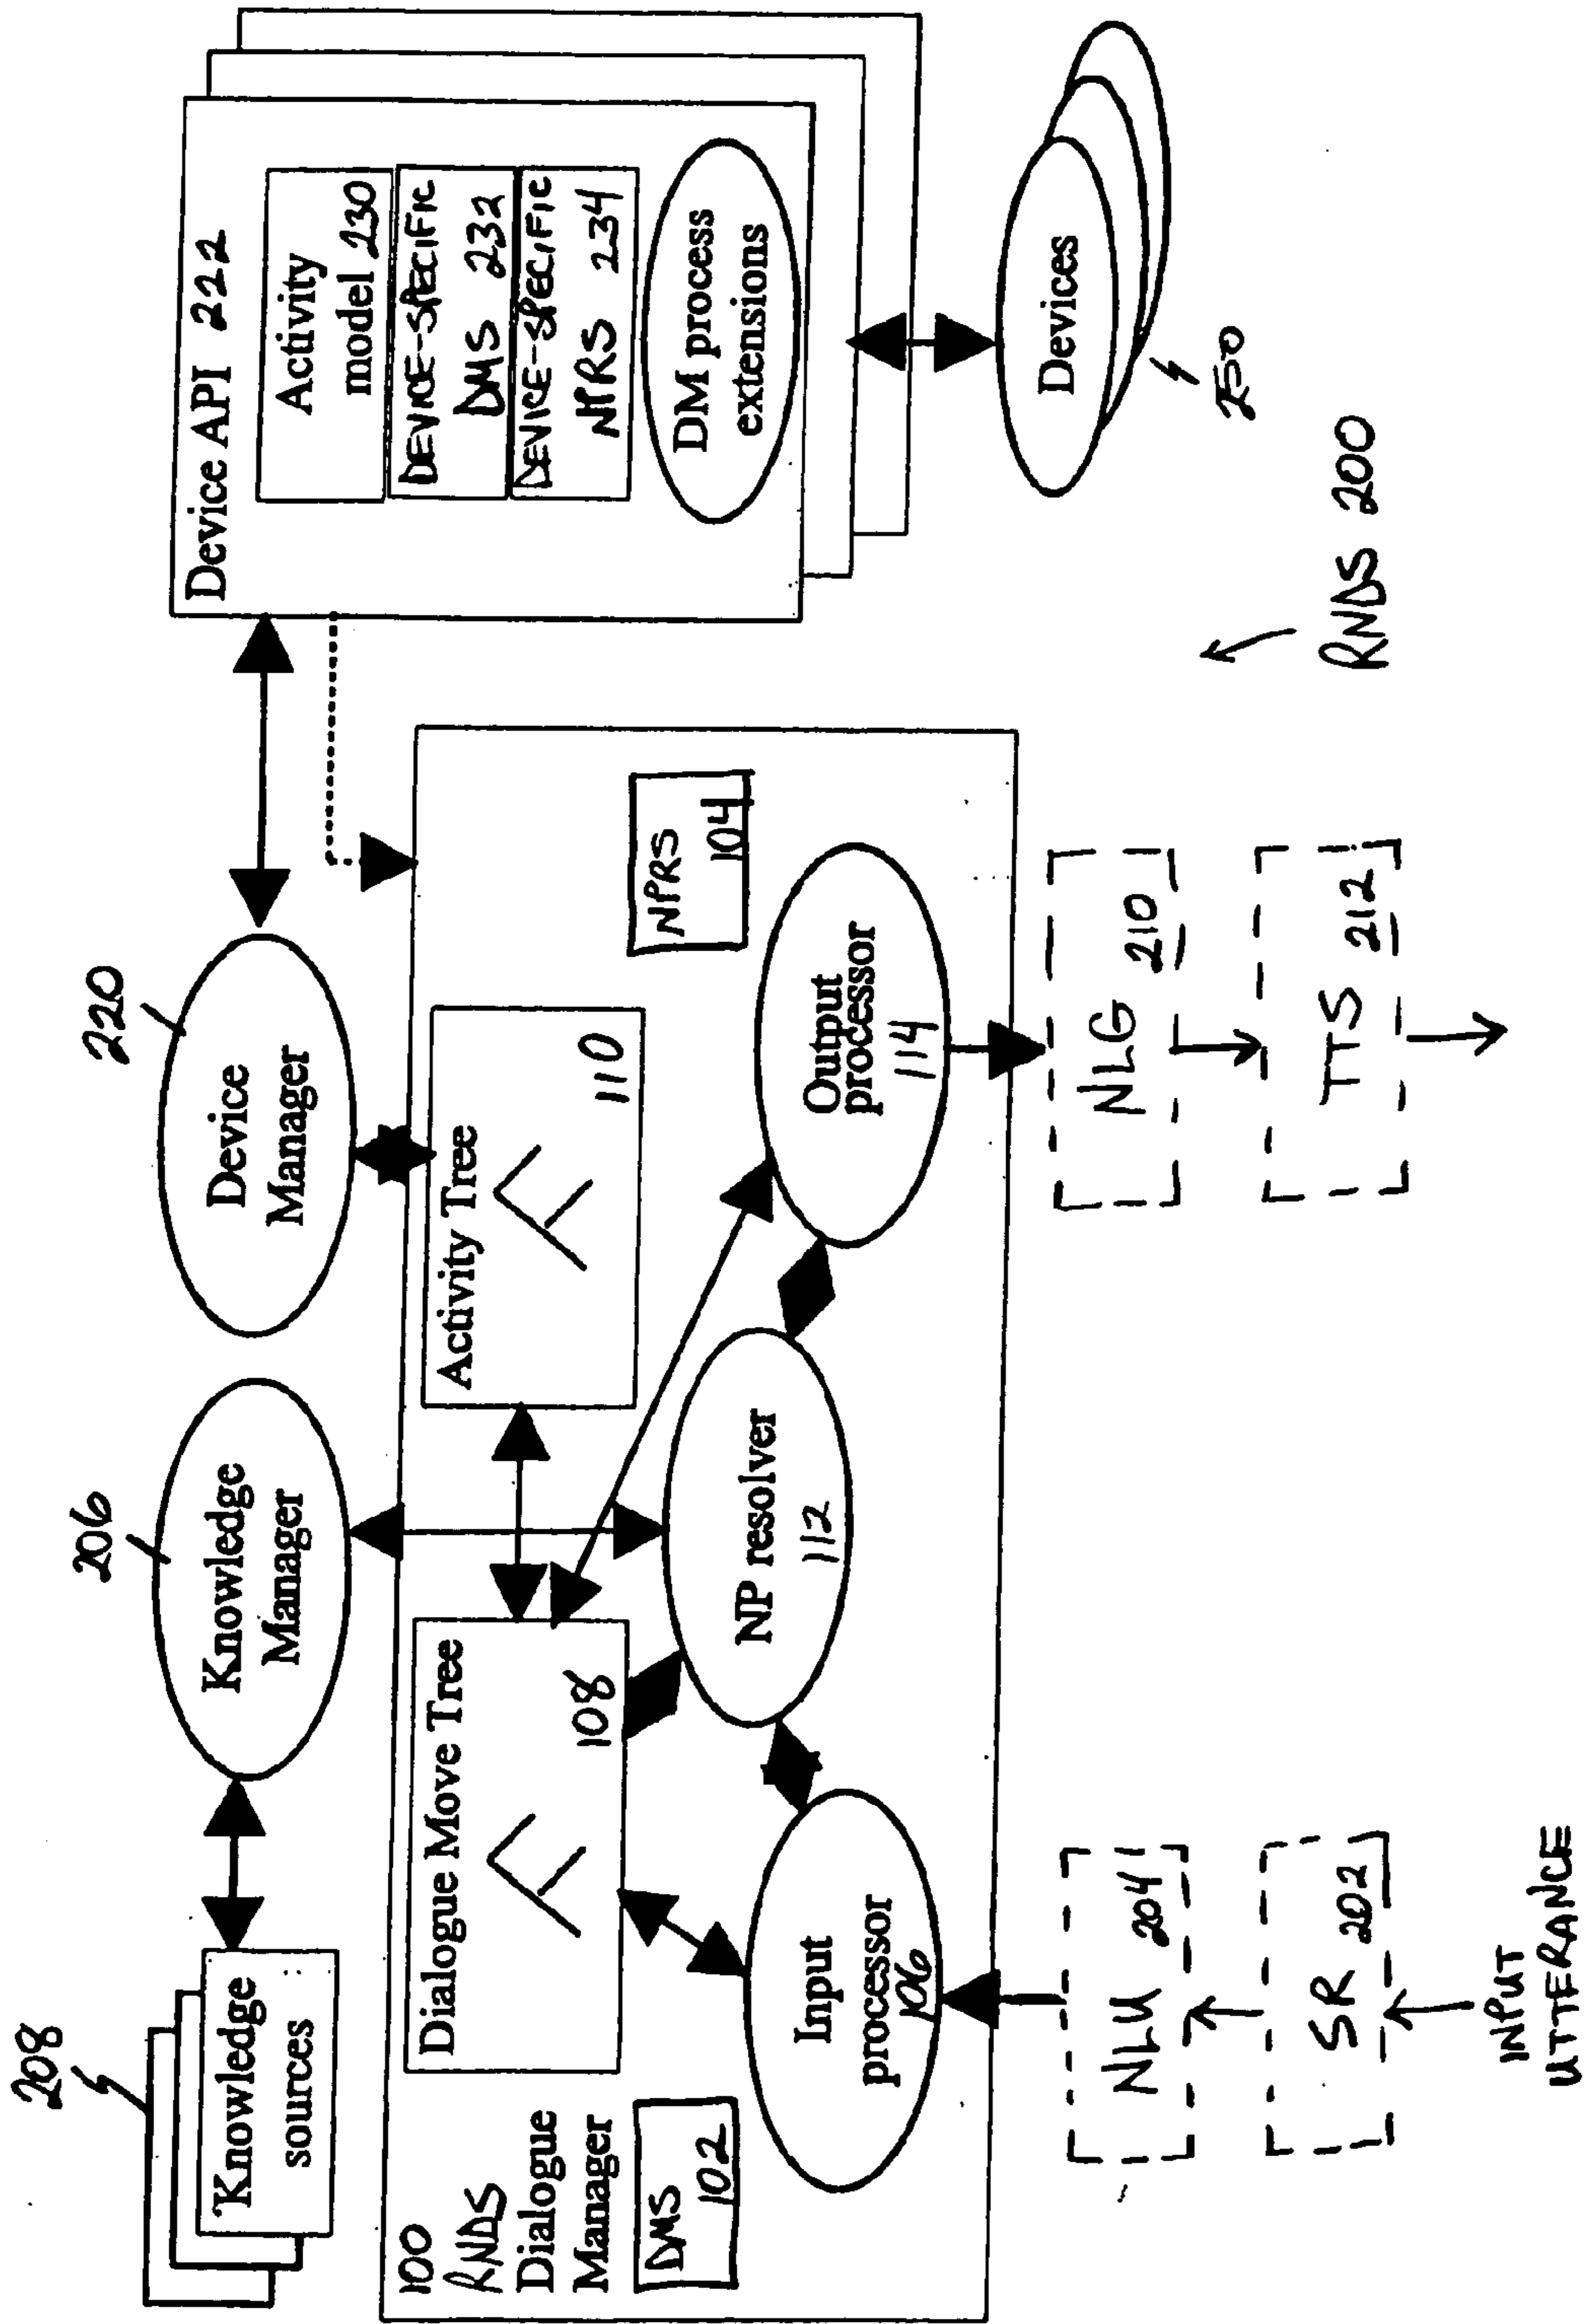 208
Knowledge
sources
206
Knowledge
Manager
220
Device
Manager
Device API 222
Activity
model 230
DEVICE-SPECIFIC
DMS 232
DEVICE-SPECIFIC
NPRS 234
DM process
extensions
Devices
250
100
RNDS
Dialogue
Manager
DMS
102
Dialogue Move Tree
108
Activity Tree
110
NPRS
104
Input
processor
106
NP resolver
112
Output
processor
114
NLU 204
SR 202
INPUT
UTTERANCE
NLG 210
TTS 212
RNDS 200